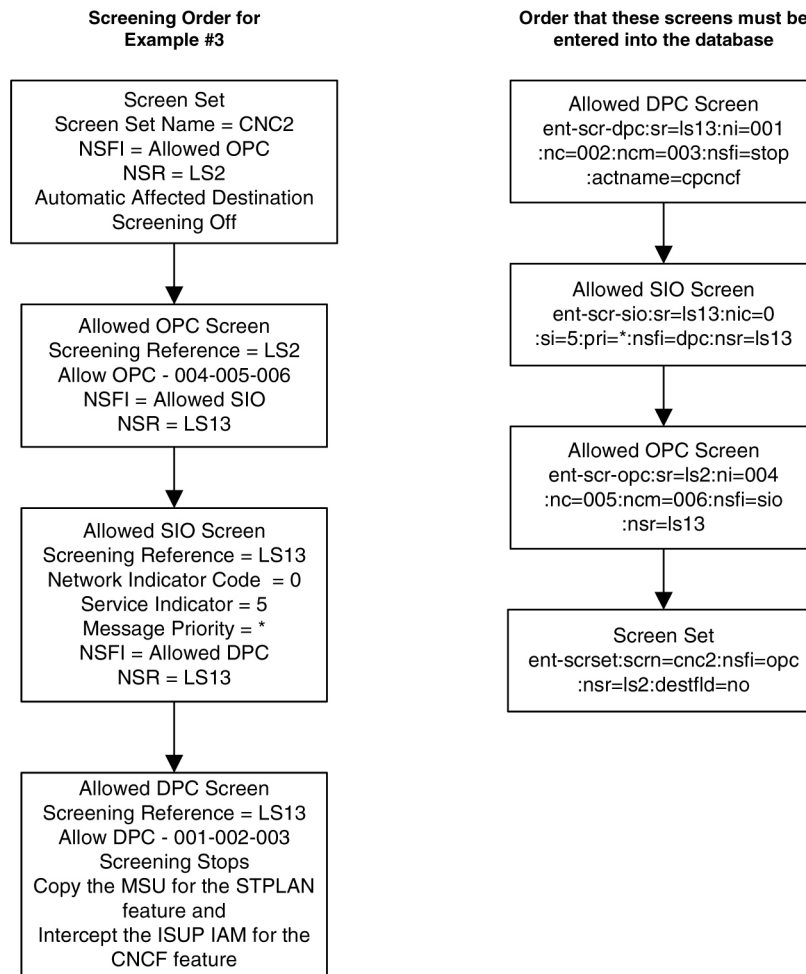 Screening Order for
Example #3
Screen Set
Screen Set Name = CNC2
NSFI = Allowed OPC
NSR = LS2
Automatic Affected Destination
Screening Off
Allowed OPC Screen
Screening Reference = LS2
Allow OPC - 004-005-006
NSFI = Allowed SIO
NSR = LS13
Allowed SIO Screen
Screening Reference = LS13
Network Indicator Code = 0
Service Indicator = 5
Message Priority = *
NSFI = Allowed DPC
NSR = LS13
Allowed DPC Screen
Screening Reference = LS13
Allow DPC - 001-002-003
Screening Stops
Copy the MSU for the STPLAN
feature and
Intercept the ISUP IAM for the
CNCF feature
Order that these screens must be
entered into the database
Allowed DPC Screen
ent-scr-dpc:sr=ls13:ni=001
:nc=002:ncm=003:nsfi=stop
:actname=cpcncf
Allowed SIO Screen
ent-scr-sio:sr=ls13:nic=0
:si=5:pri=*:nsfi=dpc:nsr=ls13
Allowed OPC Screen
ent-scr-opc:sr=ls2:ni=004
:nc=005:ncm=006:nsfi=sio
:nsr=ls13
Screen Set
ent-scrset:scrn=cnc2:nsfi=opc
:nsr=ls2:destfld=no